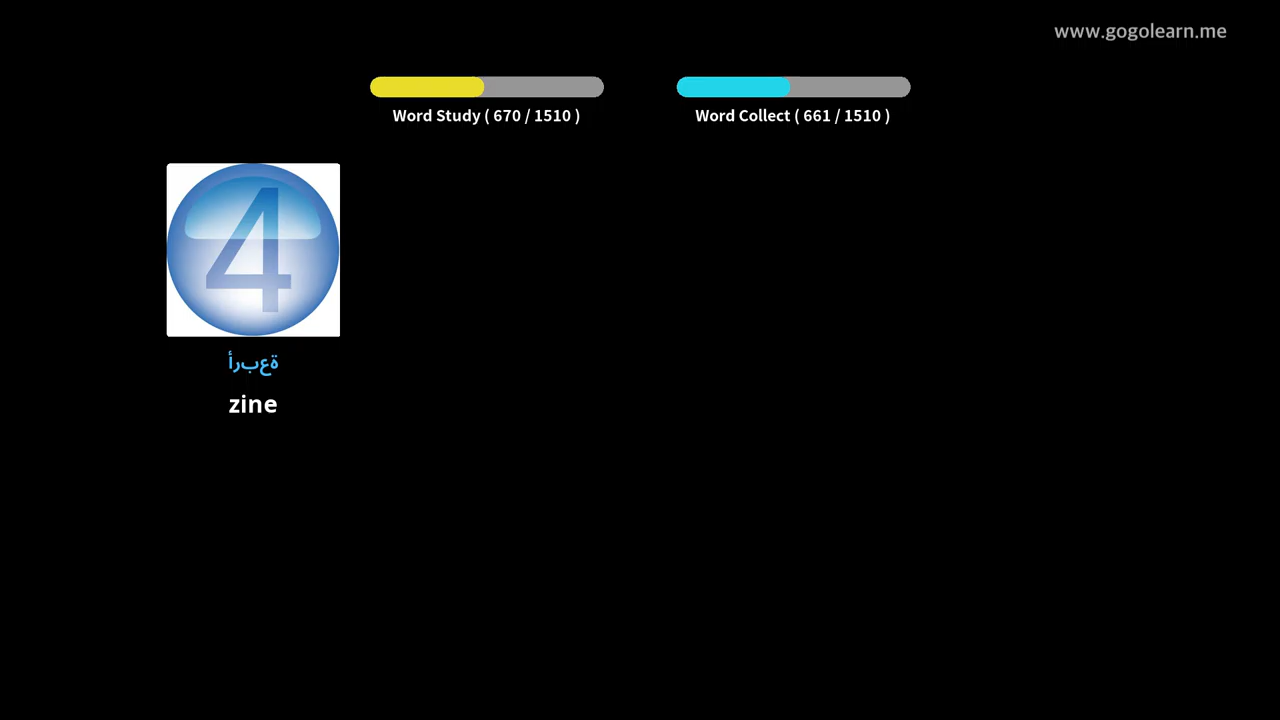 www.gogolearn.me
Word Study ( 670 / 1510 )
Word Collect ( 661 / 1510 )
4
ةعبرأ
zine